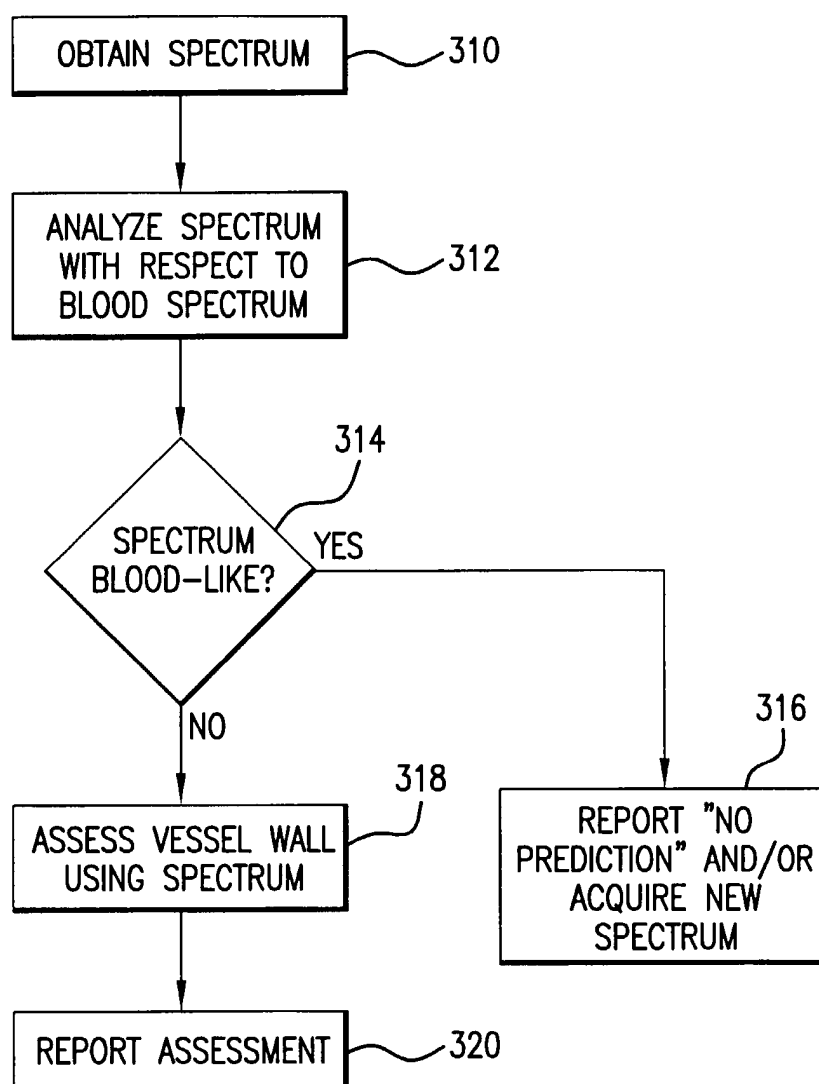 OBTAIN SPECTRUM
310
ANALYZE SPECTRUM
WITH RESPECT TO
BLOOD SPECTRUM
312
314
SPECTRUM
BLOOD-LIKE?
YES
NO
316
REPORT "NO
PREDICTION" AND/OR
ACQUIRE NEW
SPECTRUM
318
ASSESS VESSEL WALL
USING SPECTRUM
REPORT ASSESSMENT
320